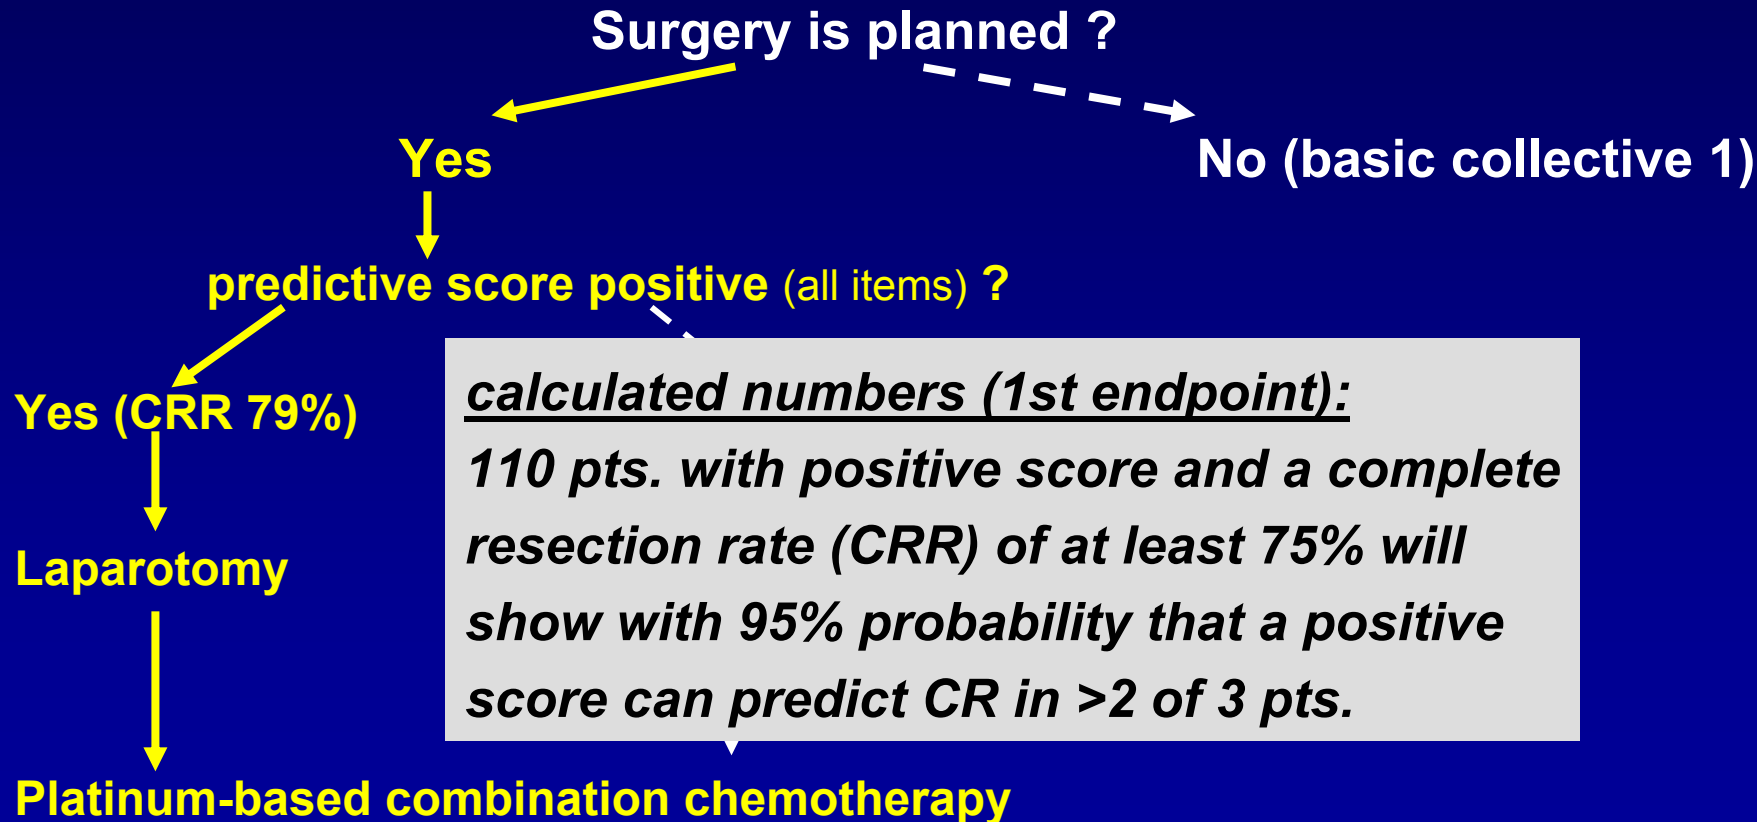 Surgery is planned ?
Yes
No (basic collective 1)
predictive score positive (all items) ?
Yes (CRR 79%)
calculated numbers (1st endpoint):
110 pts. with positive score and a complete
resection rate (CRR) of at least 75% will
show with 95% probability that a positive
score can predict CR in >2 of 3 pts.
Laparotomy
Platinum-based combination chemotherapy